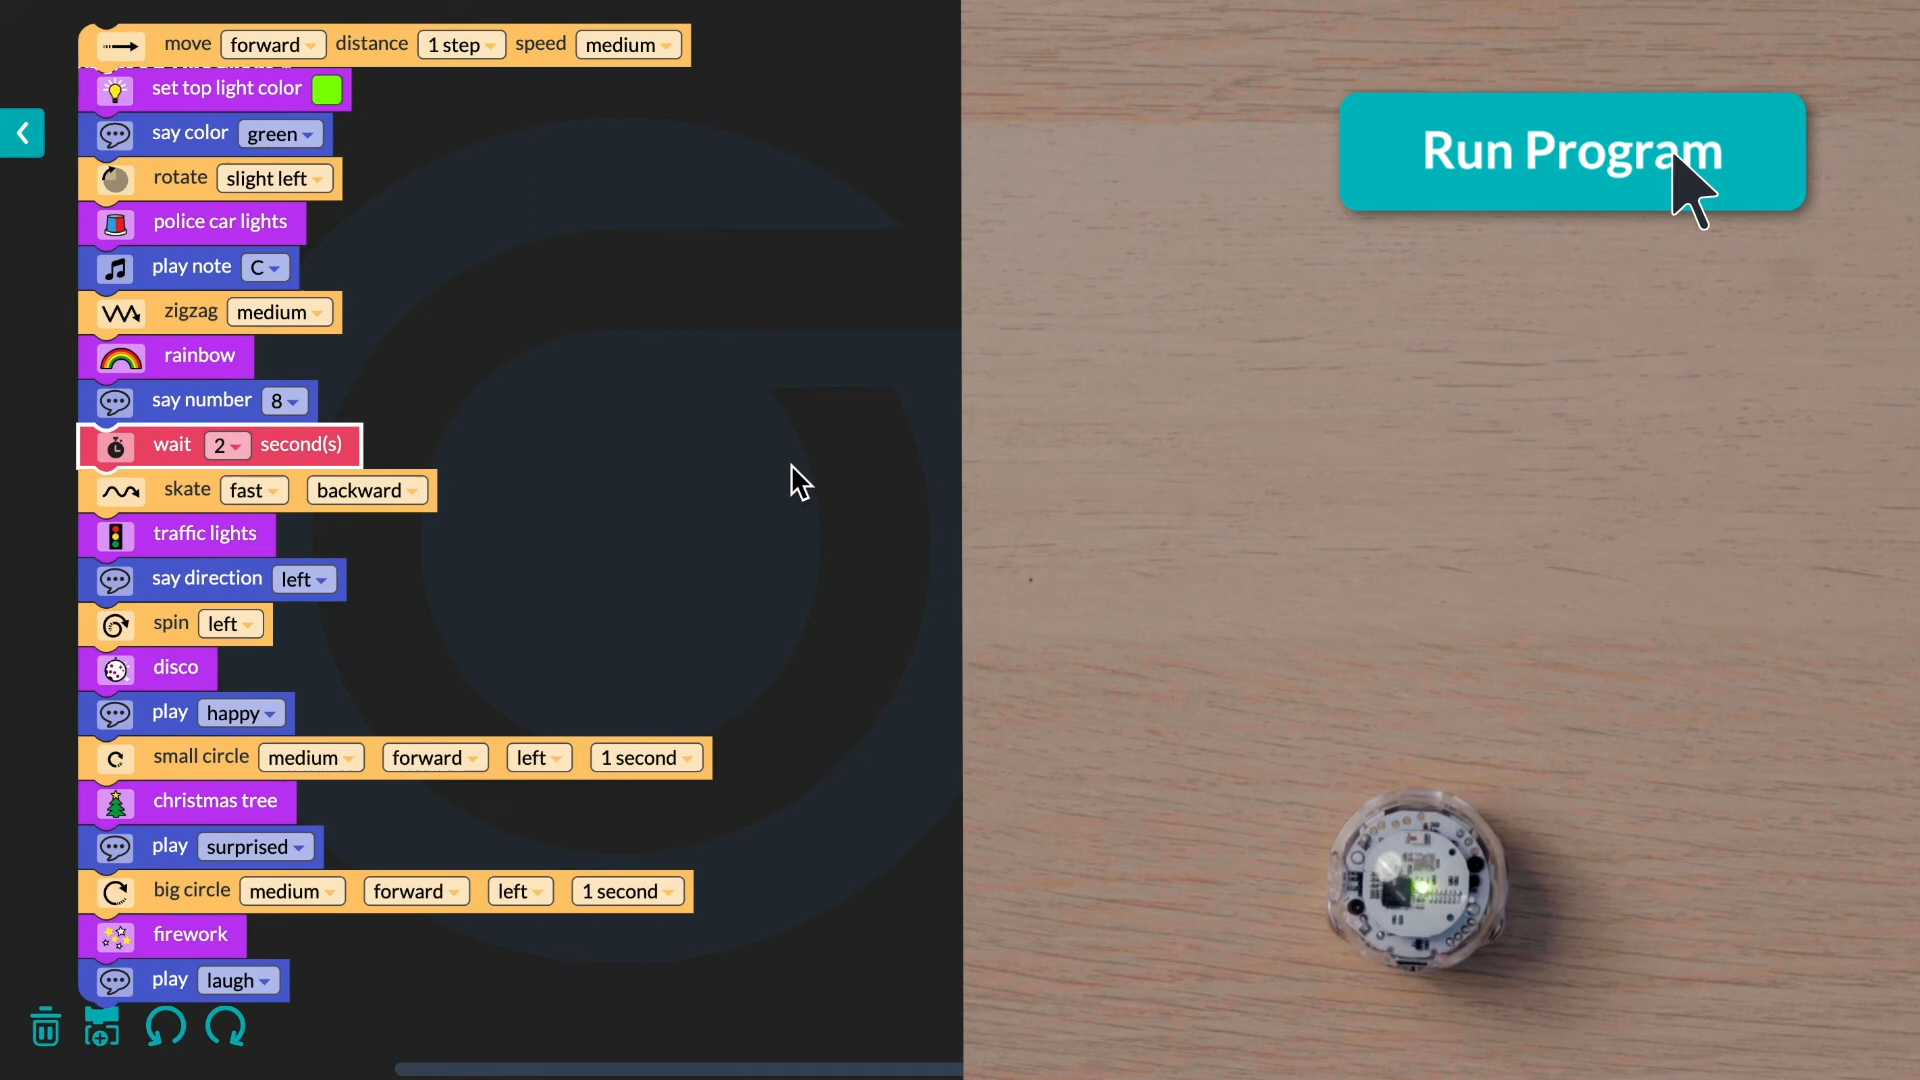 move forward distance 1 step speed medium
set top light color
say color green
rotate slight left
police car lights
play note C
zigzag medium
rainbow
say number 8
wait 2 second(s)
skate fast backward
traffic lights
say direction left
spin left
disco
play happy
small circle medium forward left 1 second
christmas tree
play surprised
big circle medium forward left 1 second
firework
play laugh
Run Program